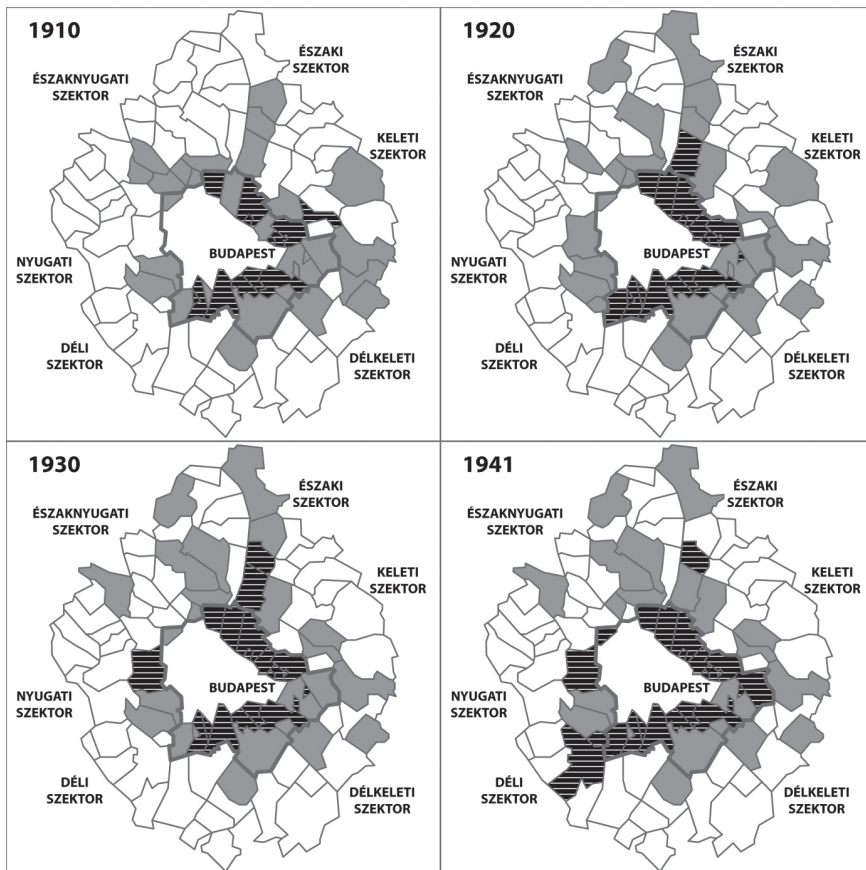 1910
ÉSZAKI
SZEKTOR
ÉSZAKNYUGATI
SZEKTOR
KELETI
SZEKTOR
NYUGATI
SZEKTOR
BUDAPEST
DÉLI
SZEKTOR
DÉLKELETI
SZEKTOR
1920
ÉSZAKI
SZEKTOR
ÉSZAKNYUGATI
SZEKTOR
KELETI
SZEKTOR
NYUGATI
SZEKTOR
BUDAPEST
DÉLI
SZEKTOR
DÉLKELETI
SZEKTOR
1930
ÉSZAKI
SZEKTOR
ÉSZAKNYUGATI
SZEKTOR
KELETI
SZEKTOR
NYUGATI
SZEKTOR
BUDAPEST
DÉLI
SZEKTOR
DÉLKELETI
SZEKTOR
1941
ÉSZAKI
SZEKTOR
ÉSZAKNYUGATI
SZEKTOR
KELETI
SZEKTOR
NYUGATI
SZEKTOR
BUDAPEST
DÉLI
SZEKTOR
DÉLKELETI
SZEKTOR